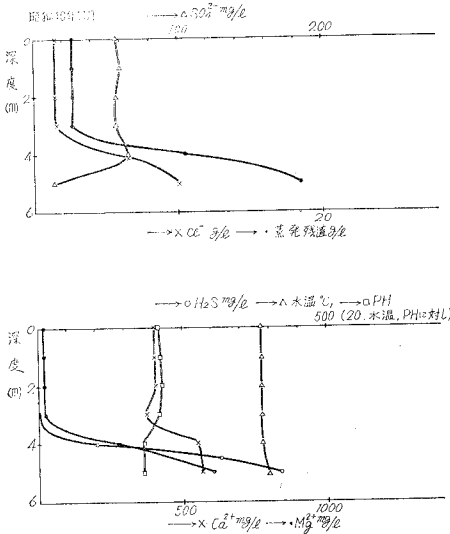 →△SO₄²⁻mg/l
100 200
0
深
度
(m)
2
4
6
20
→×Cl⁻ g/l → ・蒸発残渣g/l
→○H₂S mg/l →△水温℃, →□PH
500 (20. 水温, PHに対し)
0
深
度
(m)
2
4
6
500 1000
→×Ca²⁺mg/l → ・Mg²⁺mg/l